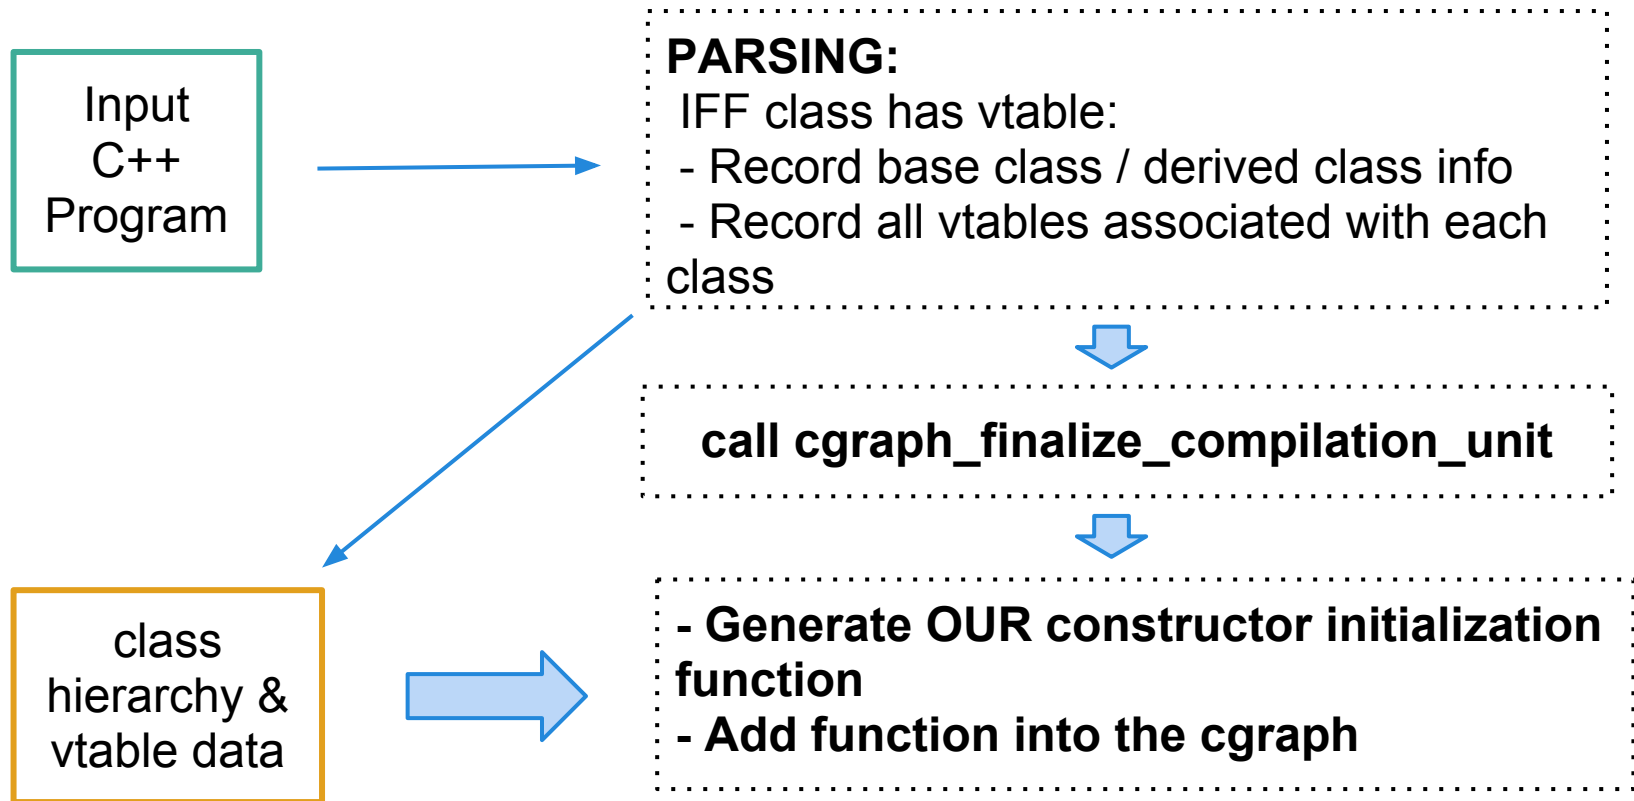 Input
C++
Program
PARSING:
IFF class has vtable:
- Record base class / derived class info
- Record all vtables associated with each
class
call cgraph_finalize_compilation_unit
class
hierarchy &
vtable data
- Generate OUR constructor initialization
function
- Add function into the cgraph